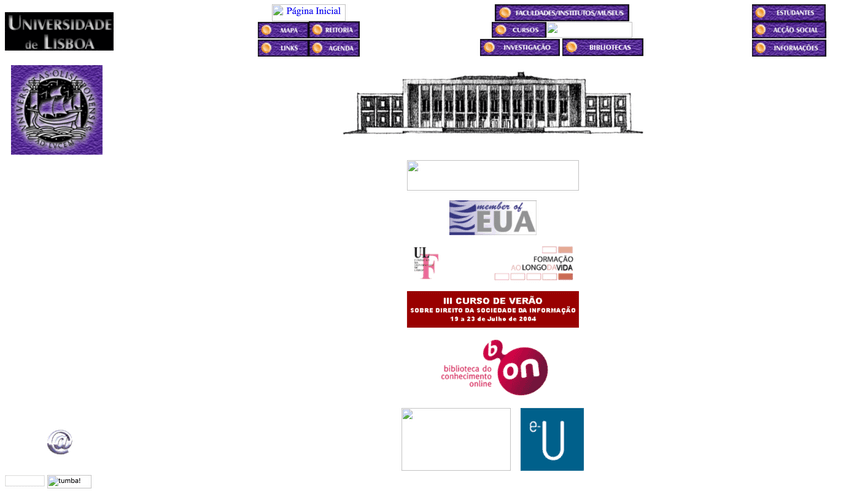 UNIVERSIDADE
de LISBOA
Página Inicial
MAPA
REITORIA
LINKS
AGENDA
FACULDADES/INSTITUTOS/MUSEUS
CURSOS
INVESTIGAÇÃO
BIBLIOTECAS
ESTUDANTES
ACÇÃO SOCIAL
INFORMAÇÕES
member of
EUA
ULF
FORMAÇÃO
AO LONGO DA VIDA
III CURSO DE VERÃO
SOBRE DIREITO DA SOCIEDADE DA INFORMAÇÃO
19 a 23 de Julho de 2004
b-on
biblioteca do
conhecimento
online
e-U
@
tumba!